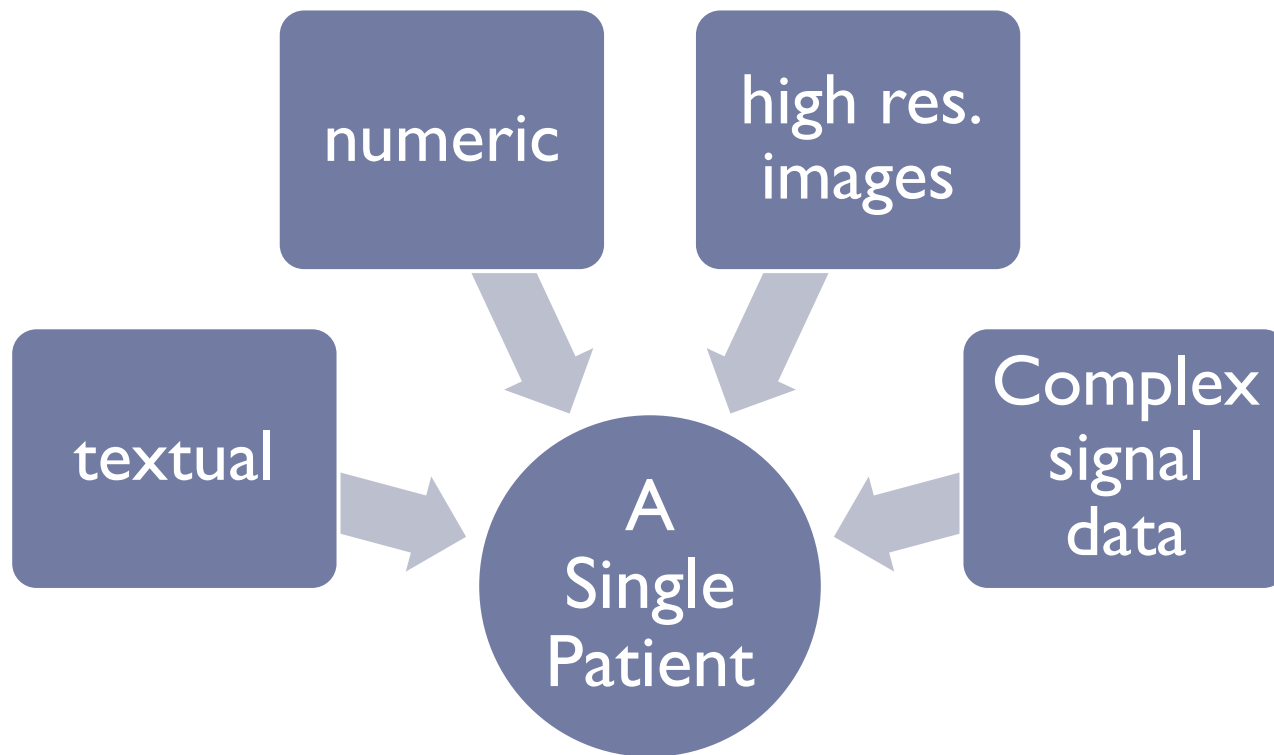 textual
numeric
high res.
images
Complex
signal
data
A
Single
Patient